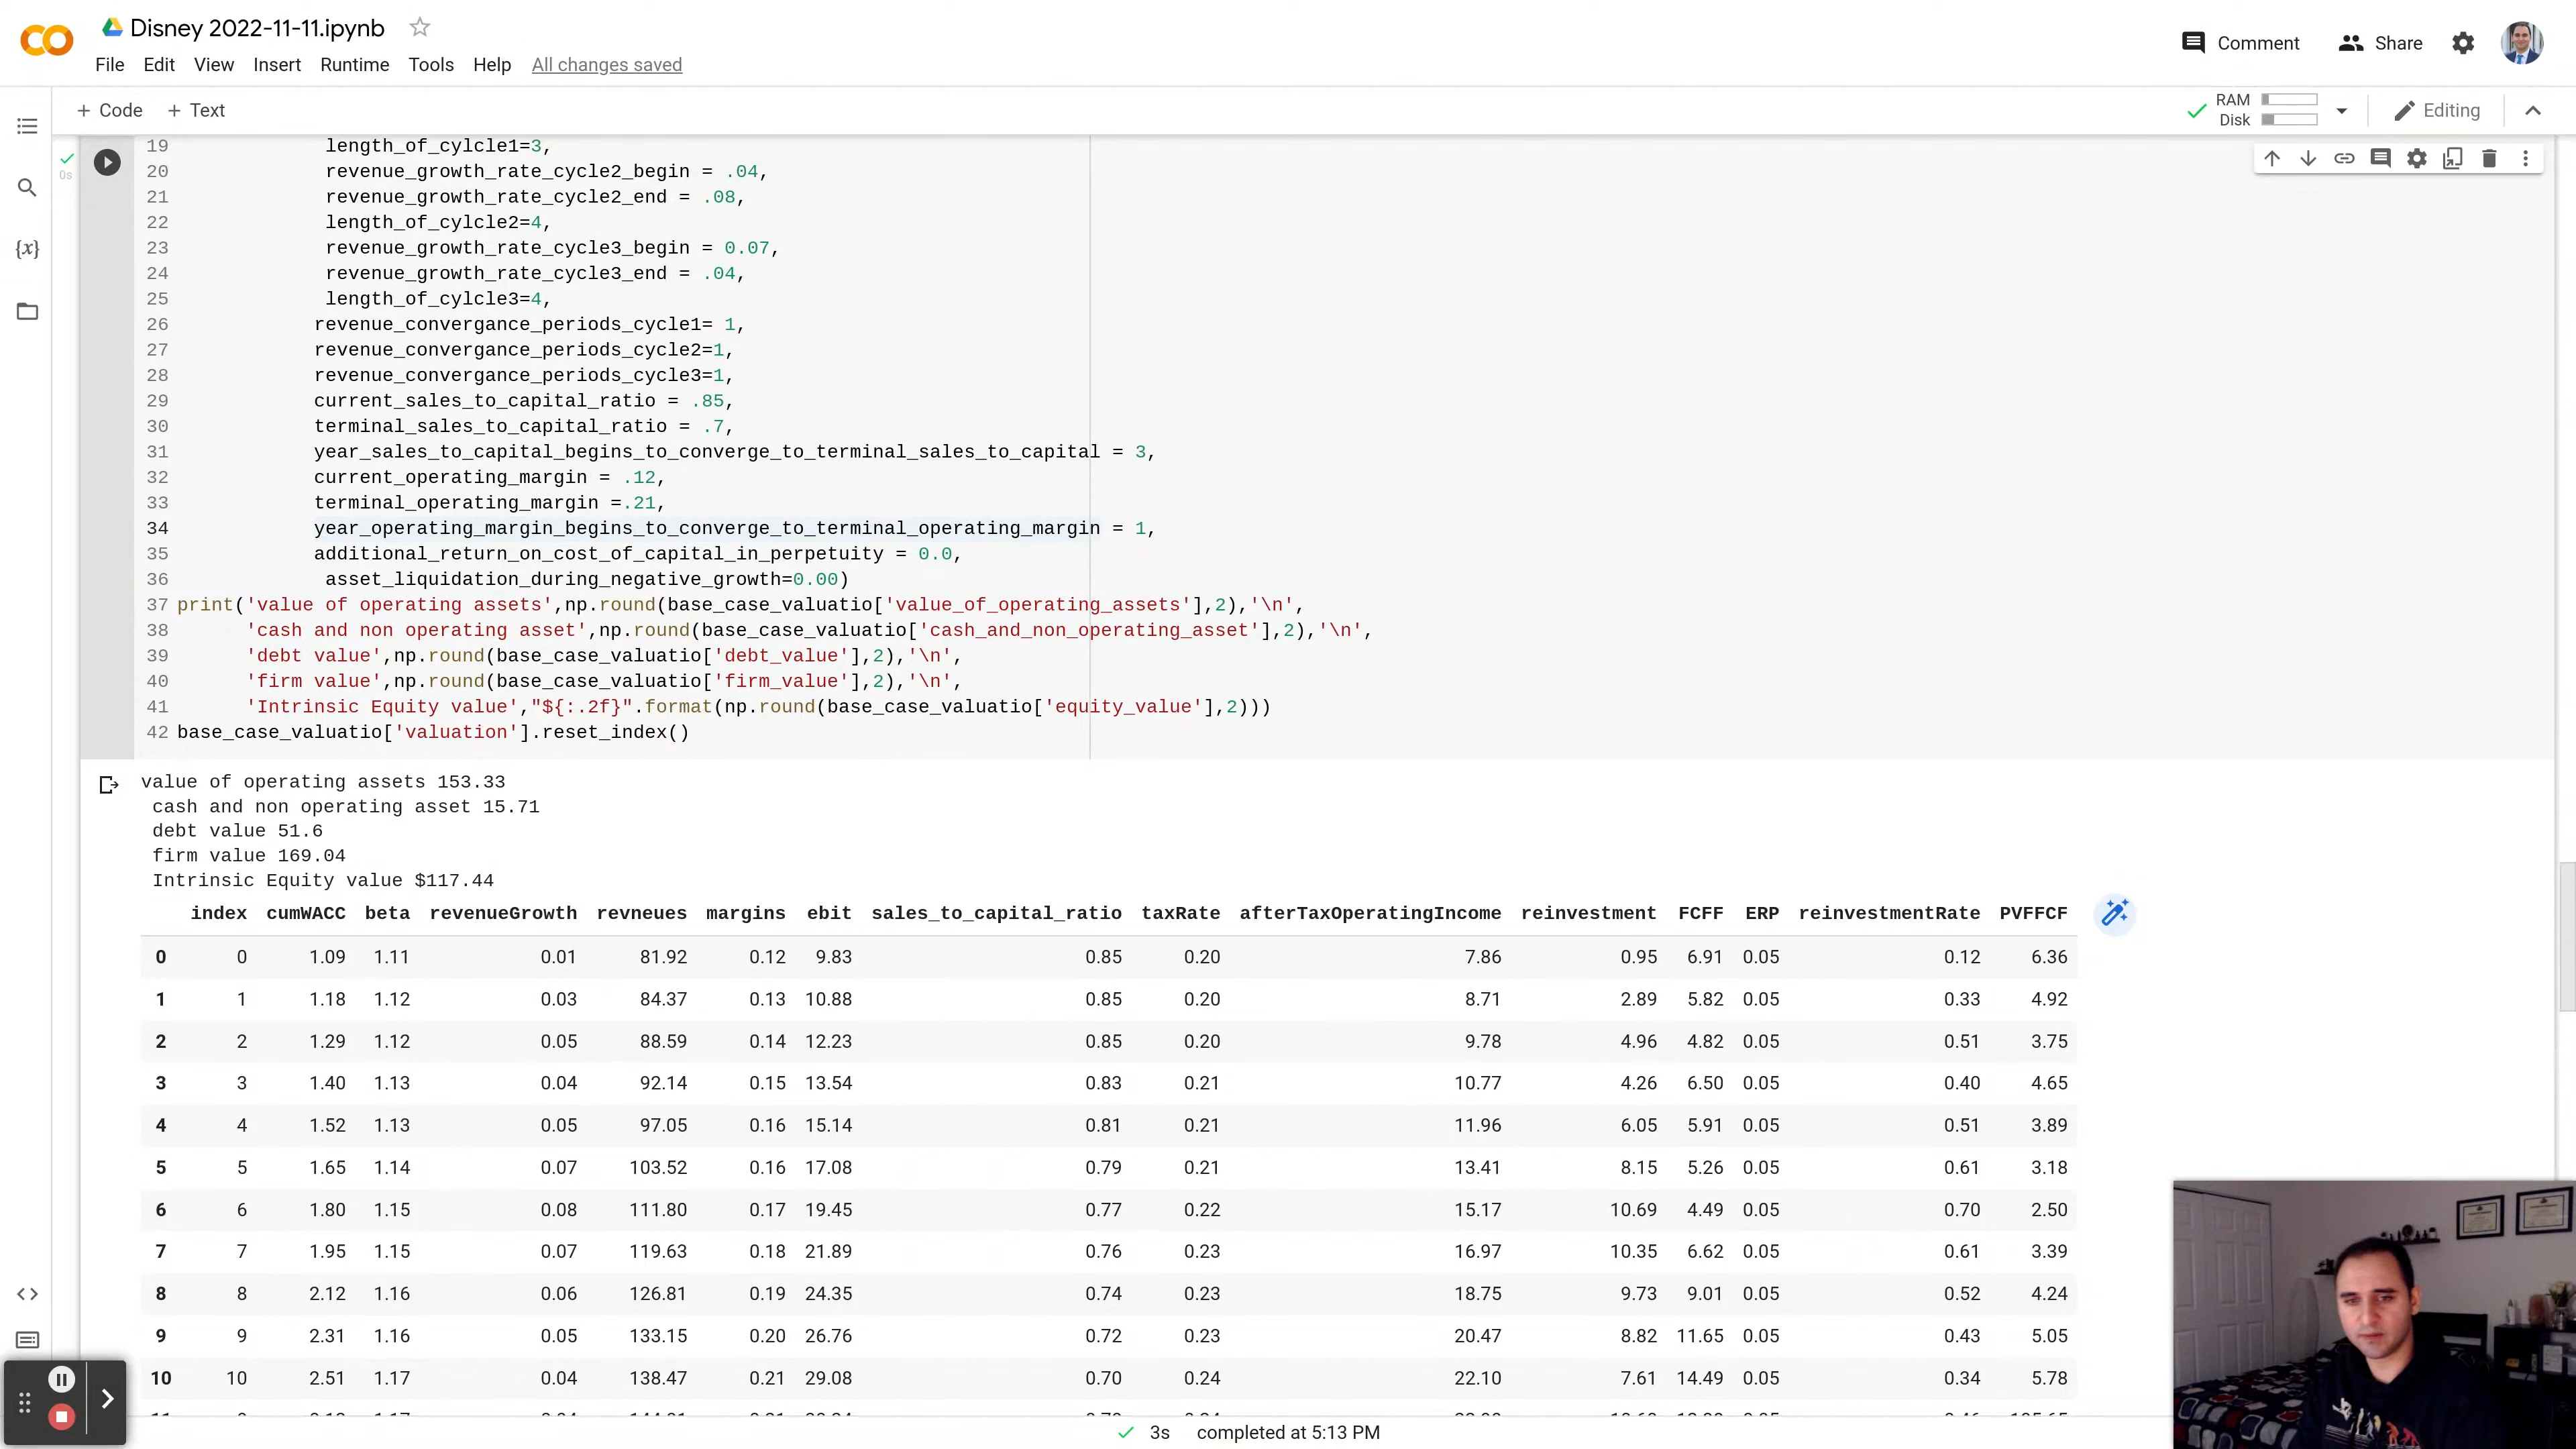 Disney 2022-11-11.ipynb
File Edit View Insert Runtime Tools Help All changes saved
Comment Share
+ Code + Text
RAM
Disk
Editing
19 length_of_cylcle1=3,
20 revenue_growth_rate_cycle2_begin = .04,
21 revenue_growth_rate_cycle2_end = .08,
22 length_of_cylcle2=4,
23 revenue_growth_rate_cycle3_begin = 0.07,
24 revenue_growth_rate_cycle3_end = .04,
25 length_of_cylcle3=4,
26 revenue_convergance_periods_cycle1= 1,
27 revenue_convergance_periods_cycle2=1,
28 revenue_convergance_periods_cycle3=1,
29 current_sales_to_capital_ratio = .85,
30 terminal_sales_to_capital_ratio = .7,
31 year_sales_to_capital_begins_to_converge_to_terminal_sales_to_capital = 3,
32 current_operating_margin = .12,
33 terminal_operating_margin =.21,
34 year_operating_margin_begins_to_converge_to_terminal_operating_margin = 1,
35 additional_return_on_cost_of_capital_in_perpetuity = 0.0,
36 asset_liquidation_during_negative_growth=0.00)
37 print('value of operating assets',np.round(base_case_valuatio['value_of_operating_assets'],2),'\n',
38 'cash and non operating asset',np.round(base_case_valuatio['cash_and_non_operating_asset'],2),'\n',
39 'debt value',np.round(base_case_valuatio['debt_value'],2),'\n',
40 'firm value',np.round(base_case_valuatio['firm_value'],2),'\n',
41 'Intrinsic Equity value',"${:.2f}".format(np.round(base_case_valuatio['equity_value'],2)))
42 base_case_valuatio['valuation'].reset_index()
0s
{x}
value of operating assets 153.33
cash and non operating asset 15.71
debt value 51.6
firm value 169.04
Intrinsic Equity value $117.44
index cumWACC beta revenueGrowth revneues margins ebit sales_to_capital_ratio taxRate afterTaxOperatingIncome reinvestment FCFF ERP reinvestmentRate PVFFCF
0 0 1.09 1.11 0.01 81.92 0.12 9.83 0.85 0.20 7.86 0.95 6.91 0.05 0.12 6.36
1 1 1.18 1.12 0.03 84.37 0.13 10.88 0.85 0.20 8.71 2.89 5.82 0.05 0.33 4.92
2 2 1.29 1.12 0.05 88.59 0.14 12.23 0.85 0.20 9.78 4.96 4.82 0.05 0.51 3.75
3 3 1.40 1.13 0.04 92.14 0.15 13.54 0.83 0.21 10.77 4.26 6.50 0.05 0.40 4.65
4 4 1.52 1.13 0.05 97.05 0.16 15.14 0.81 0.21 11.96 6.05 5.91 0.05 0.51 3.89
5 5 1.65 1.14 0.07 103.52 0.16 17.08 0.79 0.21 13.41 8.15 5.26 0.05 0.61 3.18
6 6 1.80 1.15 0.08 111.80 0.17 19.45 0.77 0.22 15.17 10.69 4.49 0.05 0.70 2.50
7 7 1.95 1.15 0.07 119.63 0.18 21.89 0.76 0.23 16.97 10.35 6.62 0.05 0.61 3.39
8 8 2.12 1.16 0.06 126.81 0.19 24.35 0.74 0.23 18.75 9.73 9.01 0.05 0.52 4.24
9 9 2.31 1.16 0.05 133.15 0.20 26.76 0.72 0.23 20.47 8.82 11.65 0.05 0.43 5.05
10 10 2.51 1.17 0.04 138.47 0.21 29.08 0.70 0.24 22.10 7.61 14.49 0.05 0.34 5.78
3s completed at 5:13 PM